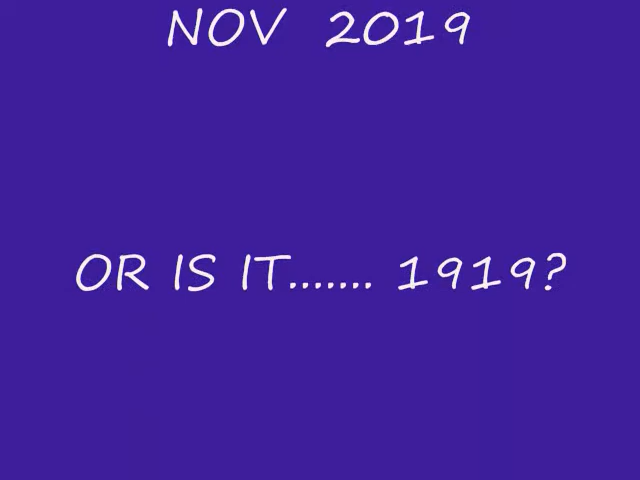 NOV 2019
OR IS IT....... 1919?